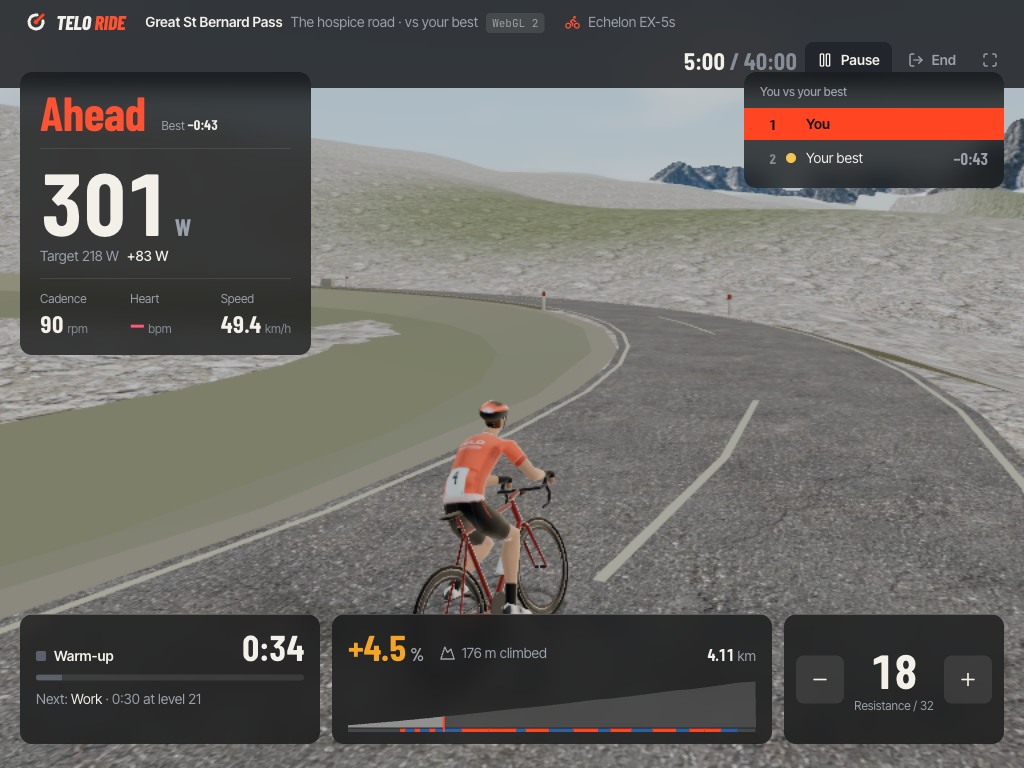 TELO RIDE Great St Bernard Pass The hospice road · vs your best WebGL 2 Echelon EX-5s
5:00 / 40:00 Pause End
Ahead Best –0:43
301 W
Target 218 W +83 W
Cadence Heart Speed
90 rpm – bpm 49.4 km/h
You vs your best
1 You
2 Your best –0:43
Warm-up 0:34
Next: Work · 0:30 at level 21
+4.5 % 176 m climbed 4.11 km
– 18 +
Resistance / 32